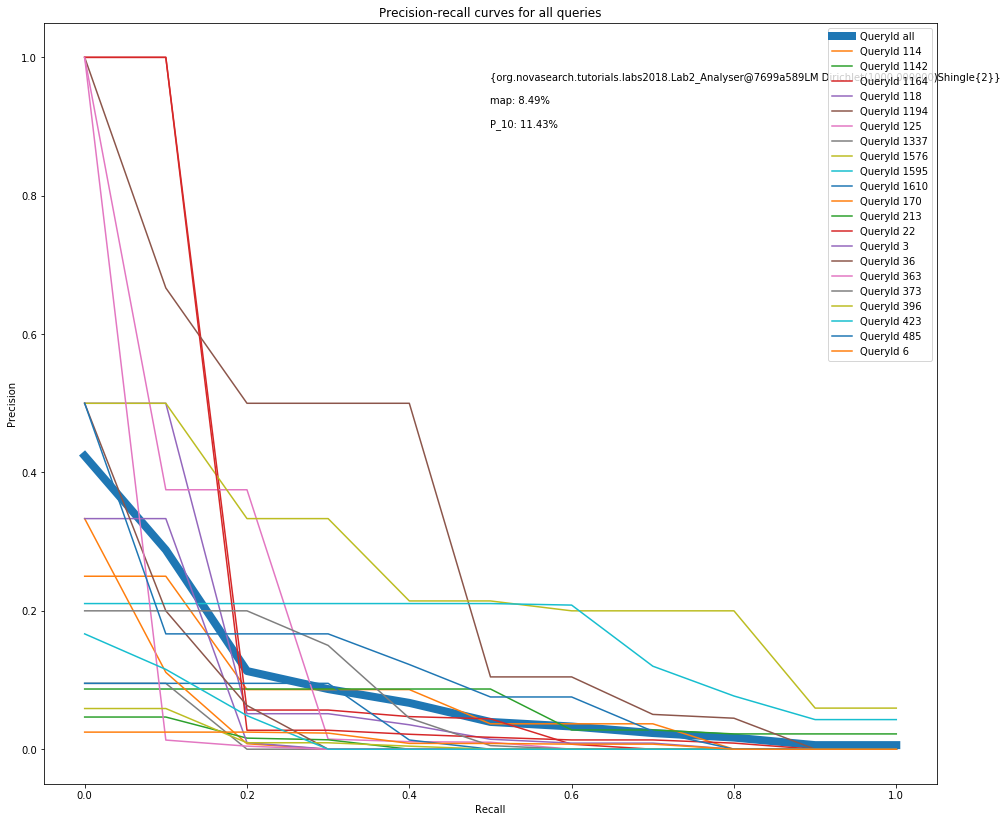 Precision-recall curves for all queries
{org.novasearch.tutorials.labs2018.Lab2_Analyser@7699a589LM Shingle{2}}
map: 8.49%
P_10: 11.43%
QueryId all
QueryId 114
QueryId 1142
QueryId 1164
QueryId 118
QueryId 1194
QueryId 125
QueryId 1337
QueryId 1576
QueryId 1595
QueryId 1610
QueryId 170
QueryId 213
QueryId 22
QueryId 3
QueryId 36
QueryId 363
QueryId 373
QueryId 396
QueryId 423
QueryId 485
QueryId 6
Precision
1.0
0.8
0.6
0.4
0.2
0.0
0.0 0.2 0.4 0.6 0.8 1.0
Recall